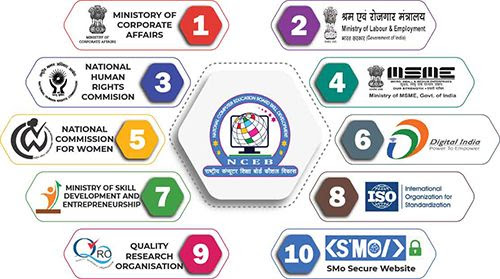 MINISTORY OF
CORPORATE
AFFAIRS
MINISTRY OF
CORPORATE AFFAIRS
1
2
श्रम एवं रोजगार मंत्रालय
Ministry of Labour & Employment
भारत सरकार (Government of India)
NATIONAL
HUMAN
RIGHTS
COMMISION
3
4
MSME
Ministry of MSME, Govt. of India
NATIONAL
COMMISSION
FOR WOMEN
5
6
Digital India
Power To Empower
MINISTRY OF SKILL
DEVELOPMENT AND
ENTREPRENEURSHIP
7
8
ISO
International
Organization for
Standardization
QRO
QUALITY
RESEARCH
ORGANISATION
9
10
<SMO/>
SMo Secure Website
NATIONAL COMPUTER EDUCATION BOARD SKILL DEVELOPMENT
NCEB
राष्ट्रीय कंप्यूटर शिक्षा बोर्ड कौशल विकास